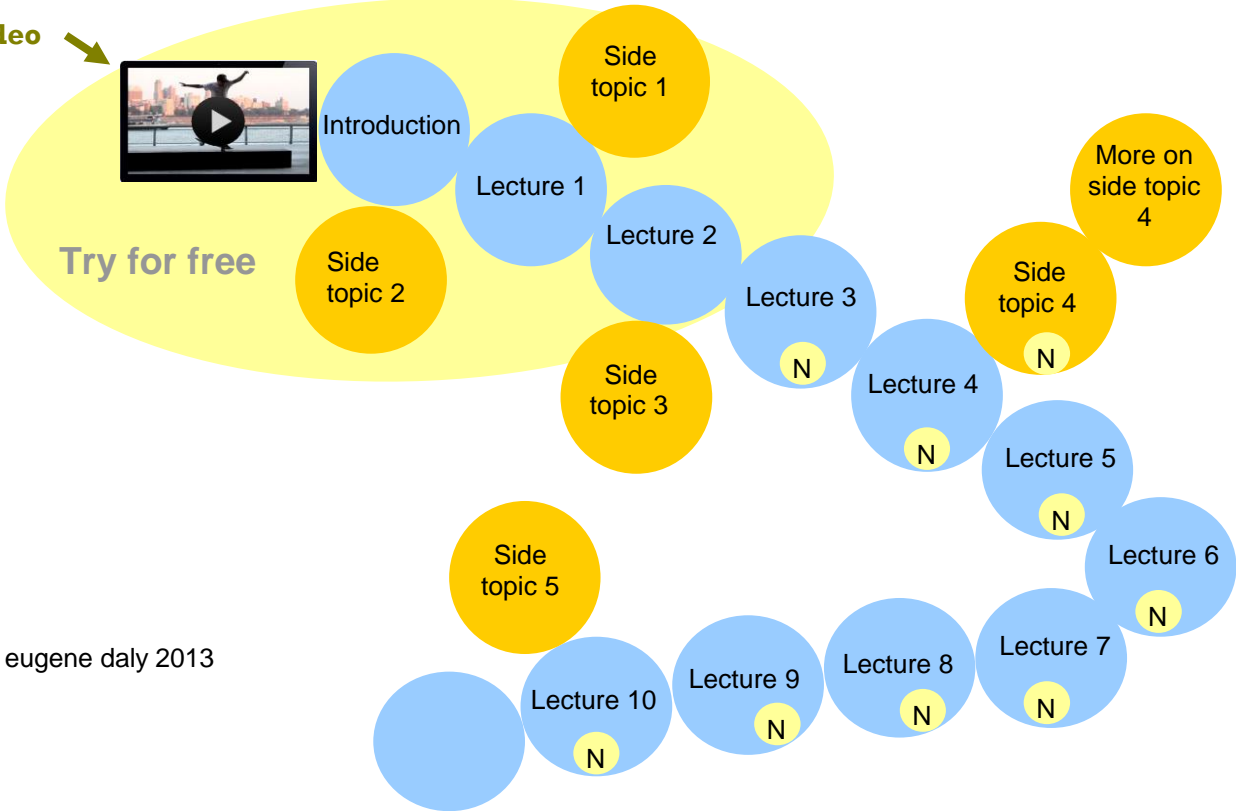 Side
topic 1
Introduction
Lecture 1
Lecture 2
Try for free
Side
topic 2
Side
topic 3
Lecture 3
N
Lecture 4
N
More on
side topic
4
Side
topic 4
N
Lecture 5
N
Lecture 6
N
Lecture 7
N
Lecture 8
N
Lecture 9
N
Lecture 10
N
Side
topic 5
eugene daly 2013